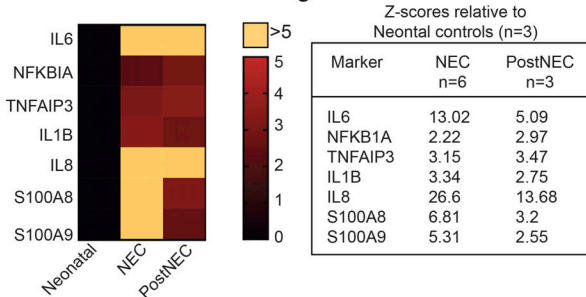 Z-scores relative to
Neontal controls (n=3)
IL6
NFKBIA
TNFAIP3
IL1B
IL8
S100A8
S100A9
Neonatal
NEC
PostNEC
>5
5
4
3
2
1
0
Marker NEC PostNEC
n=6 n=3
IL6 13.02 5.09
NFKB1A 2.22 2.97
TNFAIP3 3.15 3.47
IL1B 3.34 2.75
IL8 26.6 13.68
S100A8 6.81 3.2
S100A9 5.31 2.55